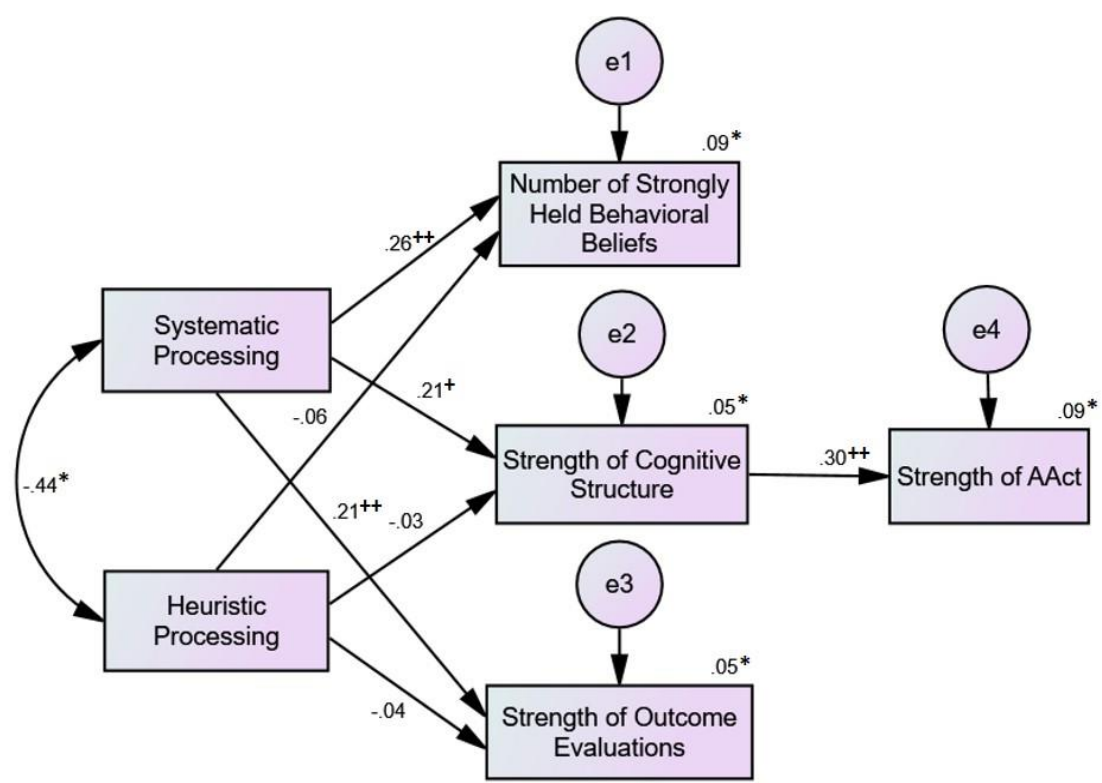 e1
.09*
Number of Strongly
Held Behavioral
Beliefs
.26++
Systematic
Processing
e2
e4
.21+
.05*
.09*
-.06
Strength of Cognitive
Structure
.30++
Strength of AAct
-.44*
.21++
-.03
e3
Heuristic
Processing
.05*
-.04
Strength of Outcome
Evaluations